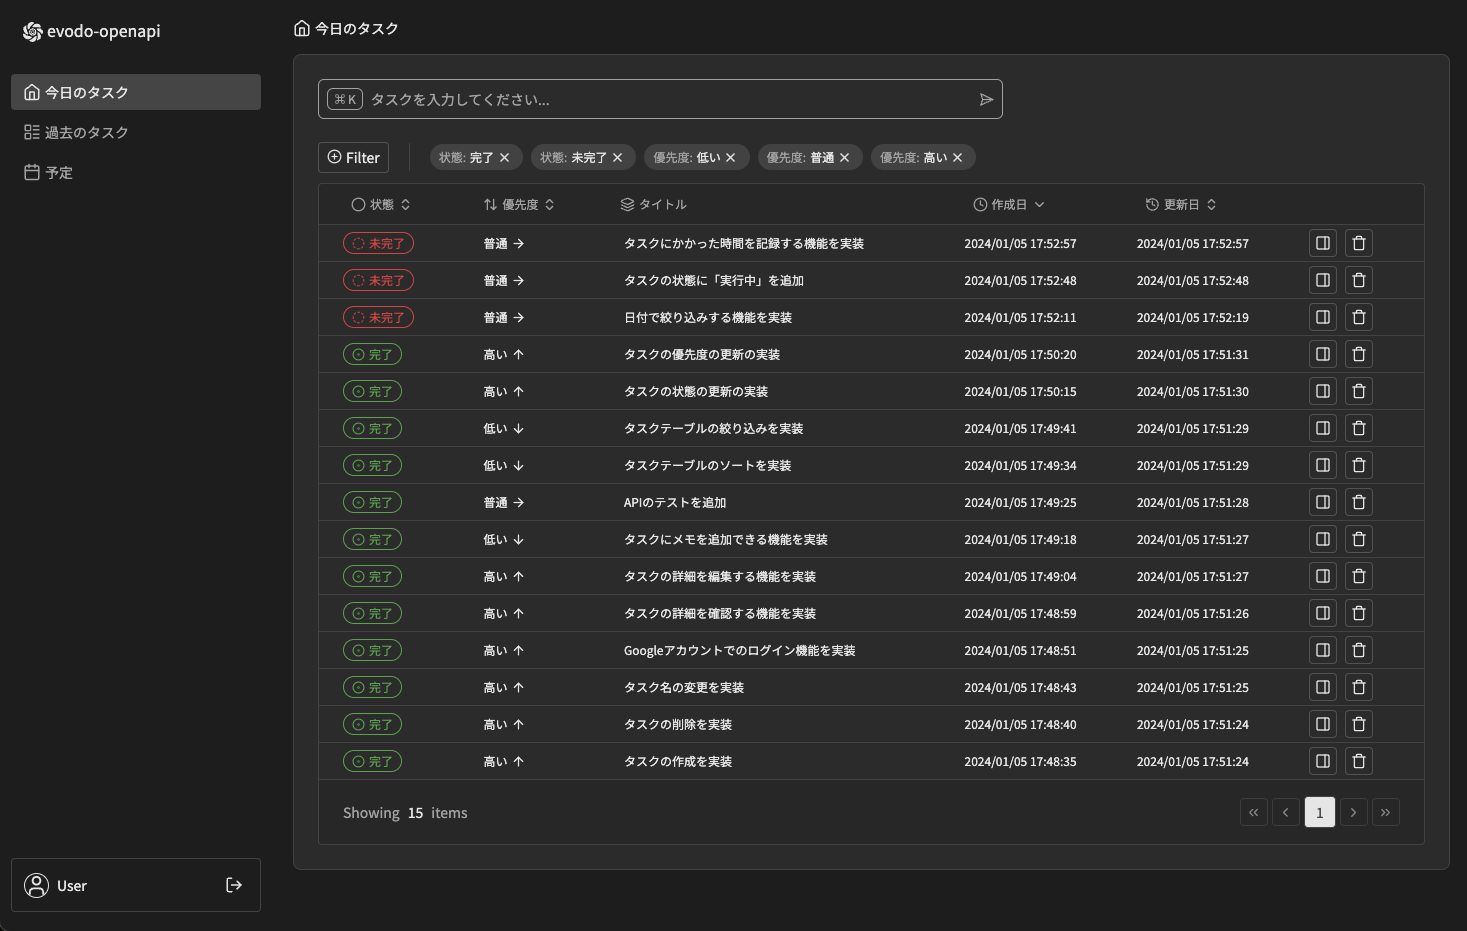 evodo-openapi
今日のタスク
過去のタスク
予定
User
今日のタスク
⌘ K タスクを入力してください...
Filter 状態: 完了 状態: 未完了 優先度: 低い 優先度: 普通 優先度: 高い
状態 優先度 タイトル 作成日 更新日
未完了 普通 タスクにかかった時間を記録する機能を実装 2024/01/05 17:52:57 2024/01/05 17:52:57
未完了 普通 タスクの状態に「実行中」を追加 2024/01/05 17:52:48 2024/01/05 17:52:48
未完了 普通 日付で絞り込みする機能を実装 2024/01/05 17:52:11 2024/01/05 17:52:19
完了 高い タスクの優先度の更新の実装 2024/01/05 17:50:20 2024/01/05 17:51:31
完了 高い タスクの状態の更新の実装 2024/01/05 17:50:15 2024/01/05 17:51:30
完了 低い タスクテーブルの絞り込みを実装 2024/01/05 17:49:41 2024/01/05 17:51:29
完了 低い タスクテーブルのソートを実装 2024/01/05 17:49:34 2024/01/05 17:51:29
完了 普通 APIのテストを追加 2024/01/05 17:49:25 2024/01/05 17:51:28
完了 低い タスクにメモを追加できる機能を実装 2024/01/05 17:49:18 2024/01/05 17:51:27
完了 高い タスクの詳細を編集する機能を実装 2024/01/05 17:49:04 2024/01/05 17:51:27
完了 高い タスクの詳細を確認する機能を実装 2024/01/05 17:48:59 2024/01/05 17:51:26
完了 高い Googleアカウントでのログイン機能を実装 2024/01/05 17:48:51 2024/01/05 17:51:25
完了 高い タスク名の変更を実装 2024/01/05 17:48:43 2024/01/05 17:51:25
完了 高い タスクの削除を実装 2024/01/05 17:48:40 2024/01/05 17:51:24
完了 高い タスクの作成を実装 2024/01/05 17:48:35 2024/01/05 17:51:24
Showing 15 items 1